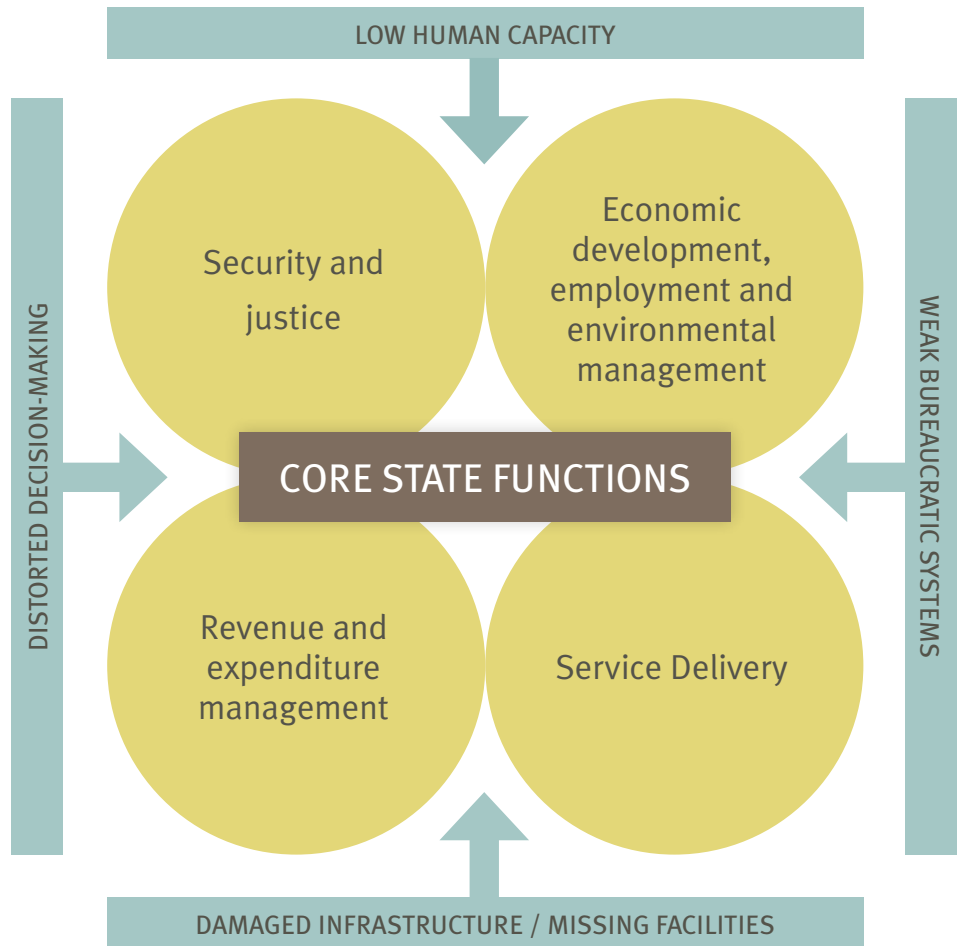 LOW HUMAN CAPACITY
Security and
justice
Economic
development,
employment and
environmental
management
DISTORTED DECISION-MAKING
CORE STATE FUNCTIONS
WEAK BUREAUCRATIC SYSTEMS
Revenue and
expenditure
management
Service Delivery
DAMAGED INFRASTRUCTURE / MISSING FACILITIES